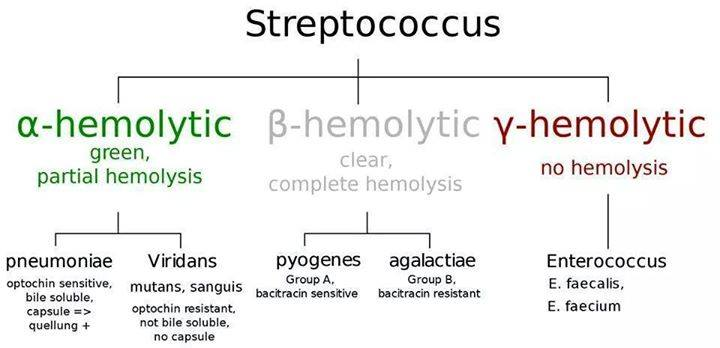 Streptococcus
α-hemolytic
green,
partial hemolysis
β-hemolytic
clear,
complete hemolysis
γ-hemolytic
no hemolysis
pneumoniae
optochin sensitive,
bile soluble,
capsule =>
quellung +
Viridans
mutans, sanguis
optochin resistant,
not bile soluble,
no capsule
pyogenes
Group A,
bacitracin sensitive
agalactiae
Group B,
bacitracin resistant
Enterococcus
E. faecalis,
E. faecium